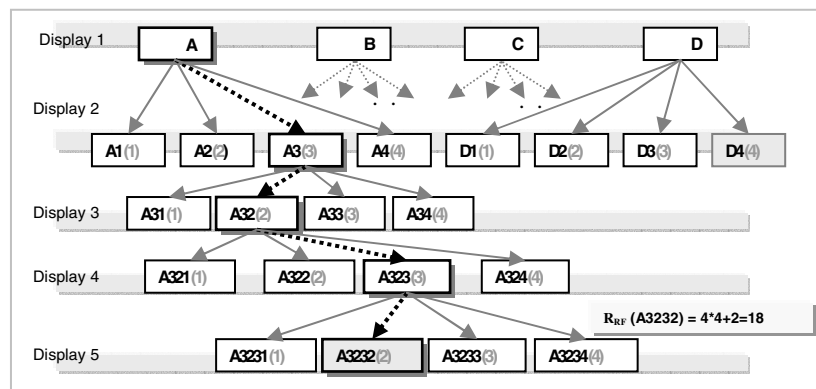 Display 1
A
B
C
D
. .
. .
Display 2
A1(1)
A2(2)
A3(3)
A4(4)
D1(1)
D2(2)
D3(3)
D4(4)
Display 3
A31(1)
A32(2)
A33(3)
A34(4)
Display 4
A321(1)
A322(2)
A323(3)
A324(4)
R_RF (A3232) = 4*4+2=18
Display 5
A3231(1)
A3232(2)
A3233(3)
A3234(4)